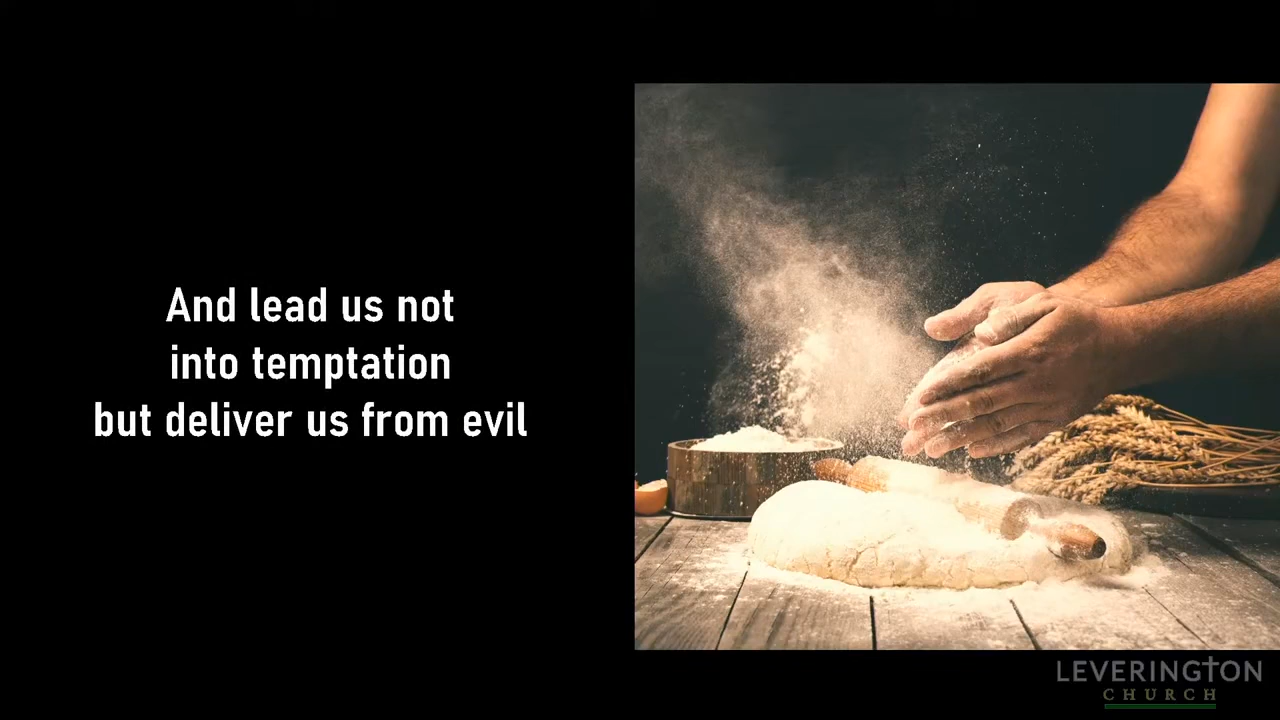 And lead us not
into temptation
but deliver us from evil
LEVERINGTON
CHURCH